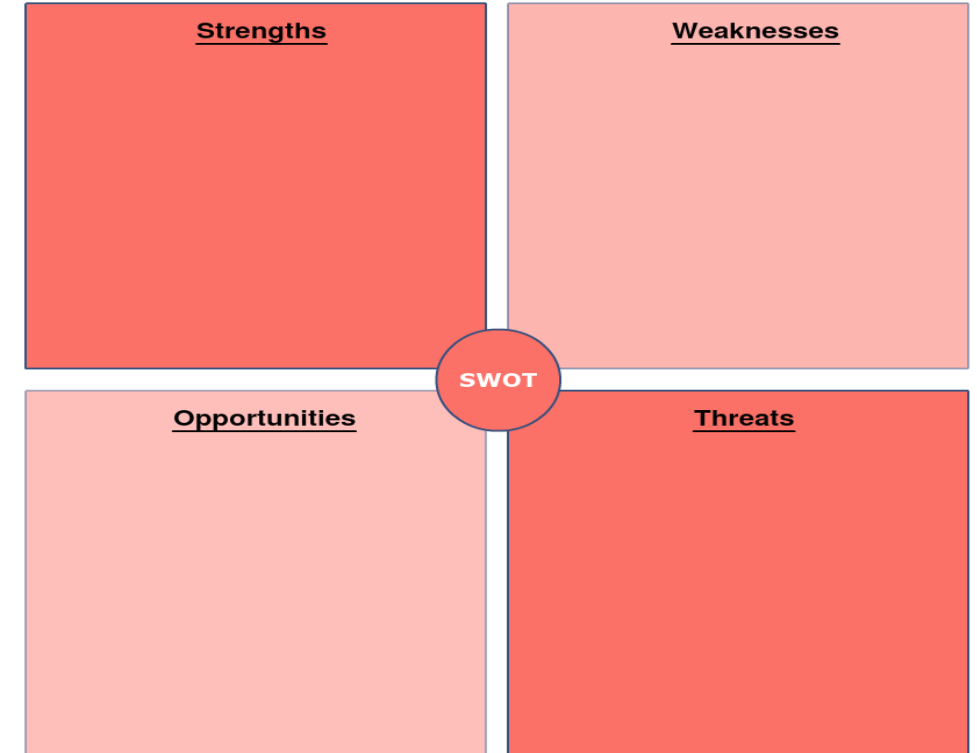 Strengths
Weaknesses
SWOT
Opportunities
Threats